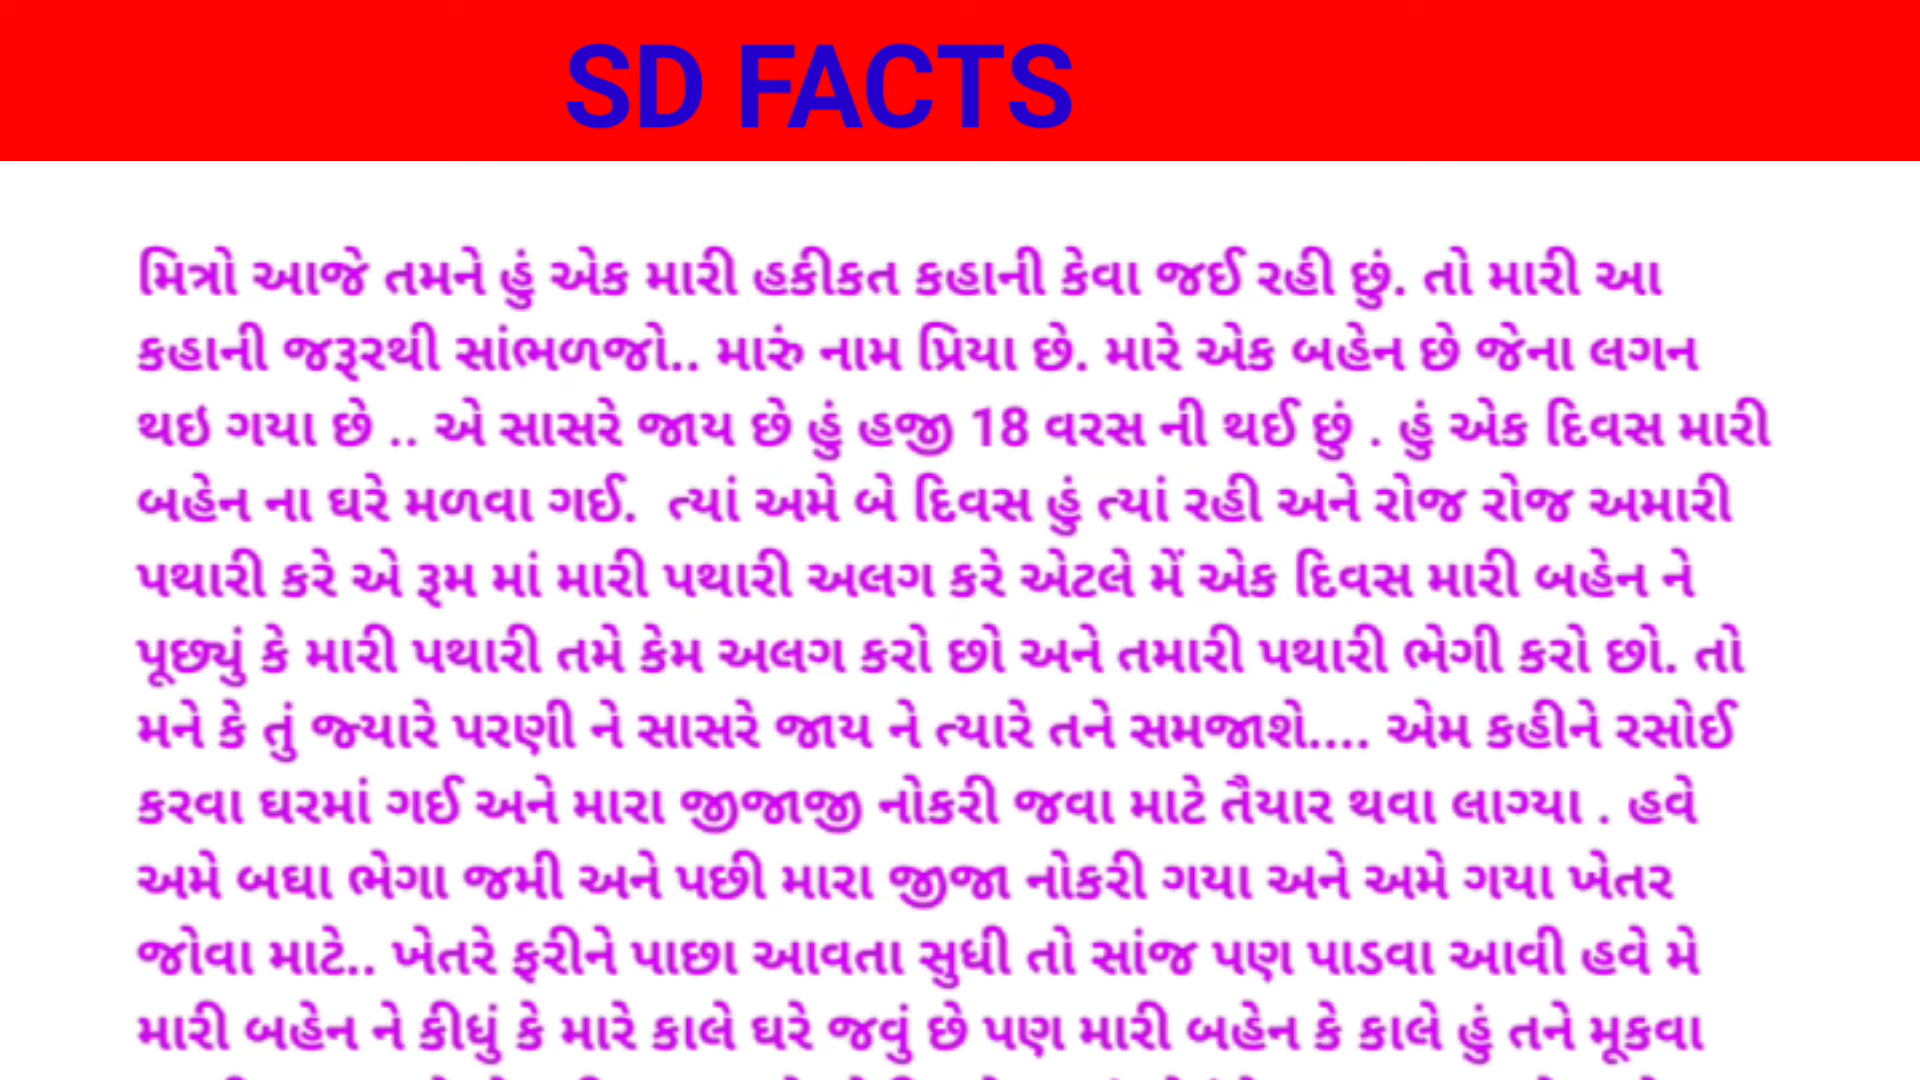 SD FACTS
મિત્રો આજે તમને હું એક મારી હકીકત કહાની કેવા જઈ રહી છું. તો મારી આ
કહાની જરૂરથી સાંભળજો.. મારું નામ પ્રિયા છે. મારે એક બહેન છે જેના લગન
થઇ ગયા છે .. એ સાસરે જાય છે હું હજી 18 વરસ ની થઈ છું . હું એક દિવસ મારી
બહેન ના ઘરે મળવા ગઈ. ત્યાં અમે બે દિવસ હું ત્યાં રહી અને રોજ રોજ અમારી
પથારી કરે એ રૂમ માં મારી પથારી અલગ કરે એટલે મેં એક દિવસ મારી બહેન ને
પૂછ્યું કે મારી પથારી તમે કેમ અલગ કરો છો અને તમારી પથારી ભેગી કરો છો. તો
મને કે તું જ્યારે પરણી ને સાસરે જાય ને ત્યારે તને સમજાશે.... એમ કહીને રસોઈ
કરવા ઘરમાં ગઈ અને મારા જીજાજી નોકરી જવા માટે તૈયાર થવા લાગ્યા . હવે
અમે બઘા ભેગા જમી અને પછી મારા જીજા નોકરી ગયા અને અમે ગયા ખેતર
જોવા માટે.. ખેતરે ફરીને પાછા આવતા સુધી તો સાંજ પણ પાડવા આવી હવે મે
મારી બહેન ને કીધું કે મારે કાલે ઘરે જવું છે પણ મારી બહેન કે કાલે હું તને મૂકવા